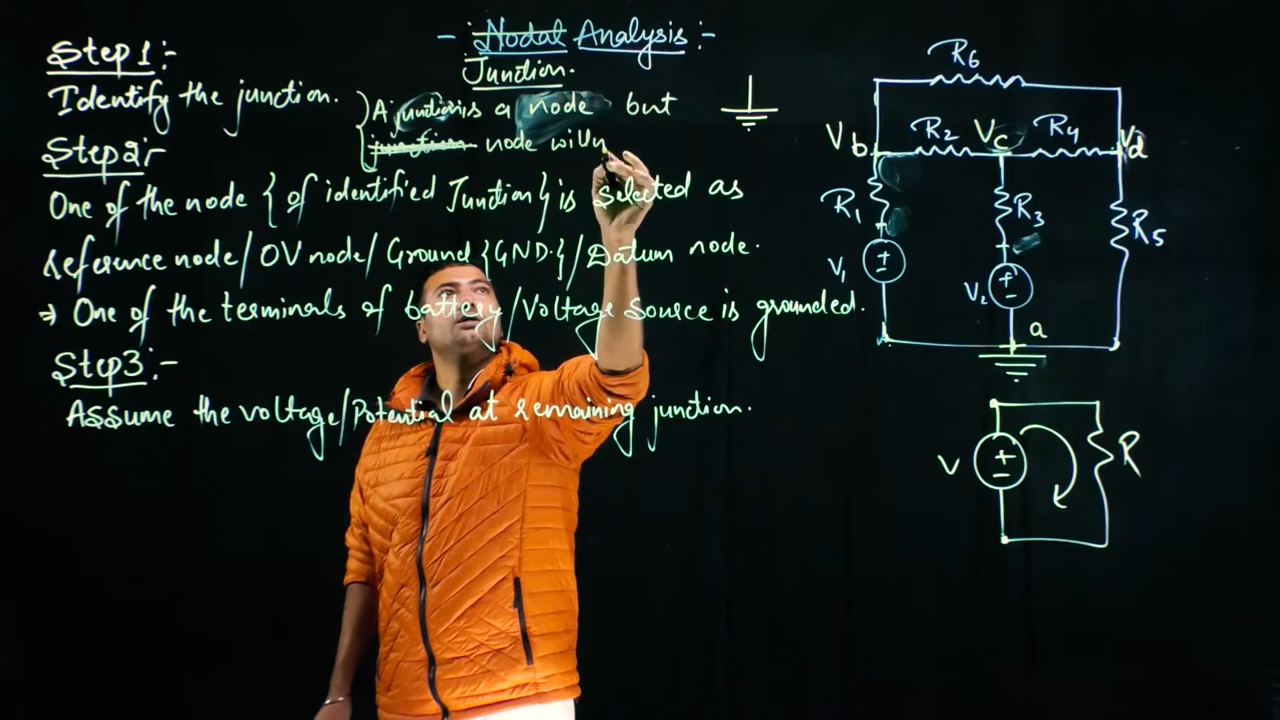 - Nodal Analysis :-
Junction.
Step 1 :-
Identify the junction.
A junction is a node but
junction node will
Step 2 :-
One of the node { of identified Junction } is selected as
reference node / OV node / Ground { GND. } / Datum node.
→ One of the terminals of battery / Voltage Source is grounded.
Step 3 :-
Assume the voltage / Potential at remaining junction.
R6
Vb R2 Vc R4 Vd
R1 R3 R5
V1 + - V2 + -
a
V + - R